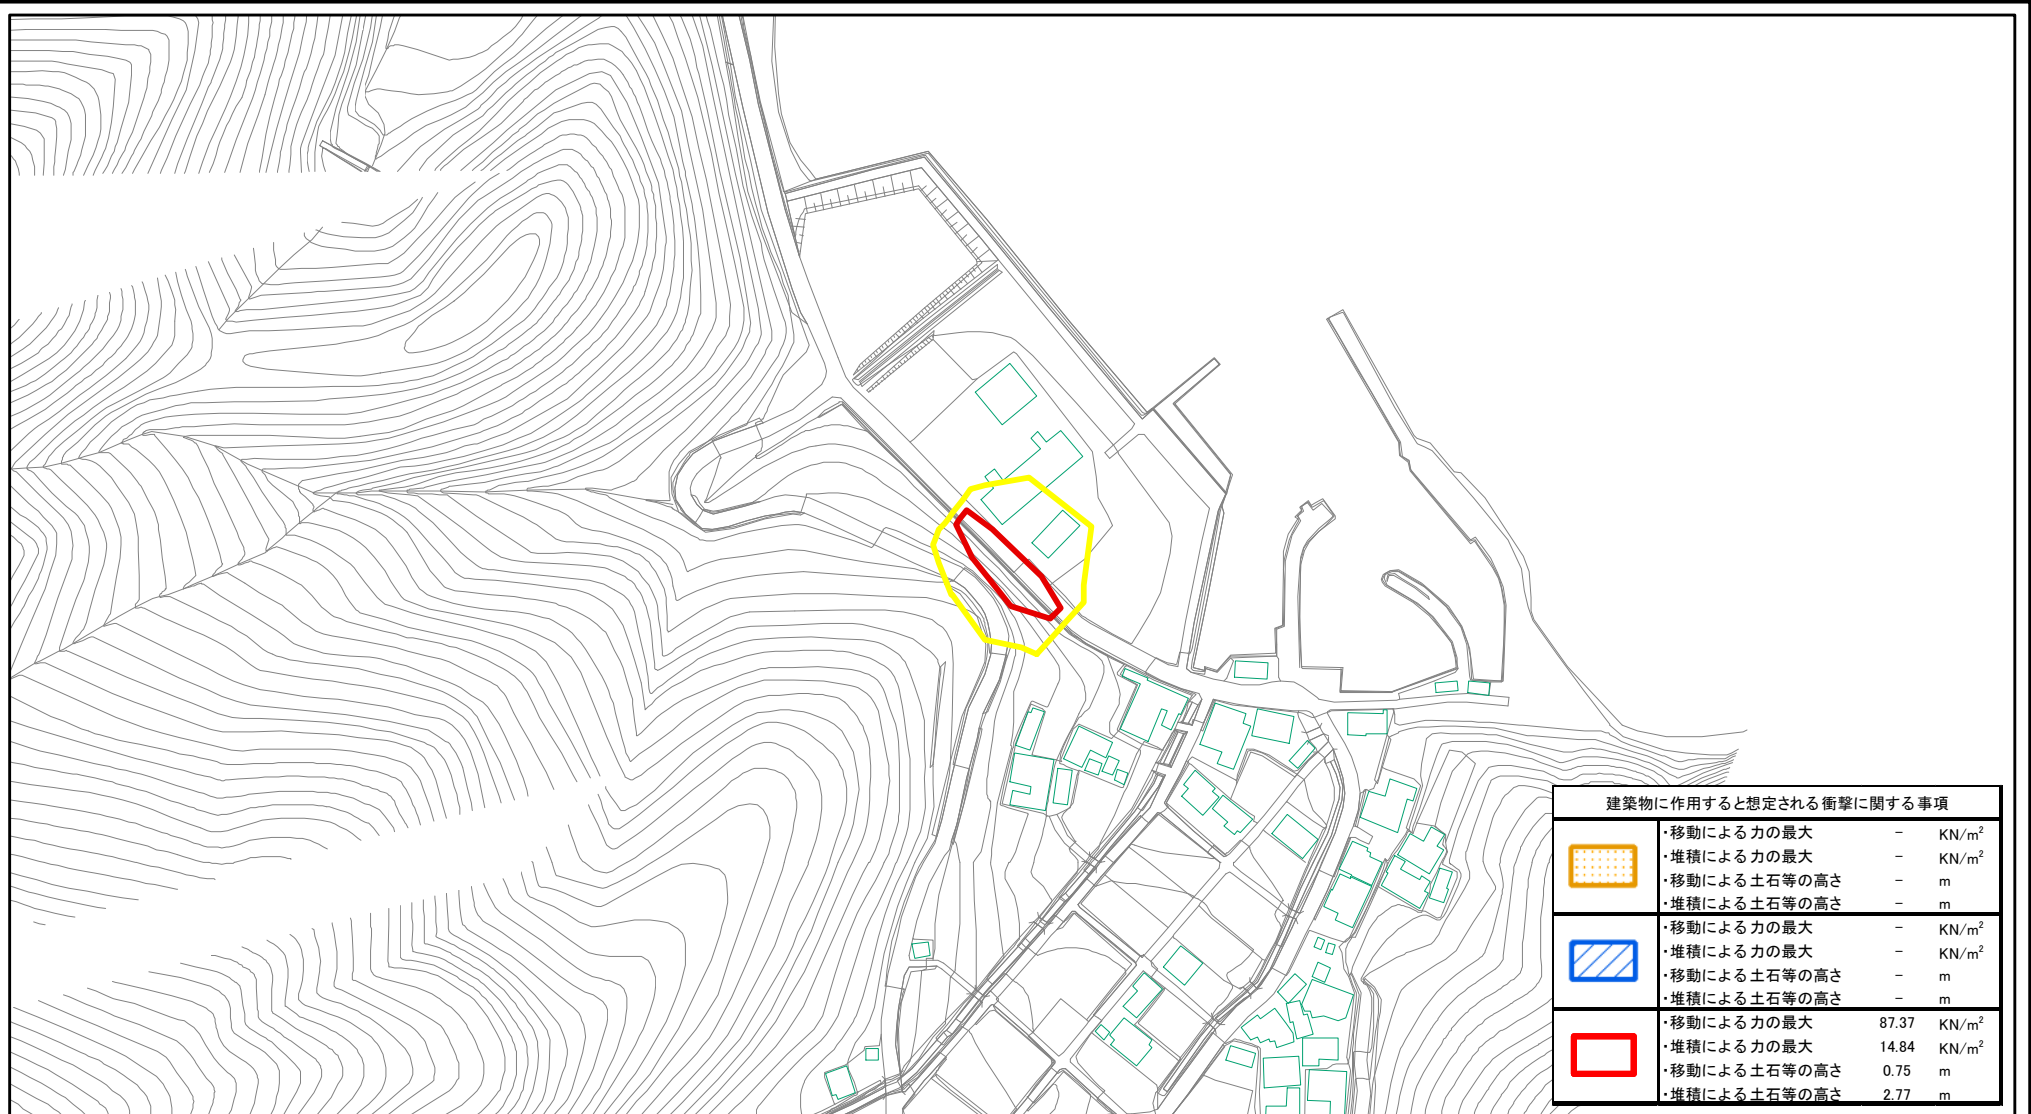 建築物に作用すると想定される衝撃に関する事項
・移動による力の最大 - KN/m²
・堆積による力の最大 - KN/m²
・移動による土石等の高さ - m
・堆積による土石等の高さ - m
・移動による力の最大 - KN/m²
・堆積による力の最大 - KN/m²
・移動による土石等の高さ - m
・堆積による土石等の高さ - m
・移動による力の最大 87.37 KN/m²
・堆積による力の最大 14.84 KN/m²
・移動による土石等の高さ 0.75 m
・堆積による土石等の高さ 2.77 m